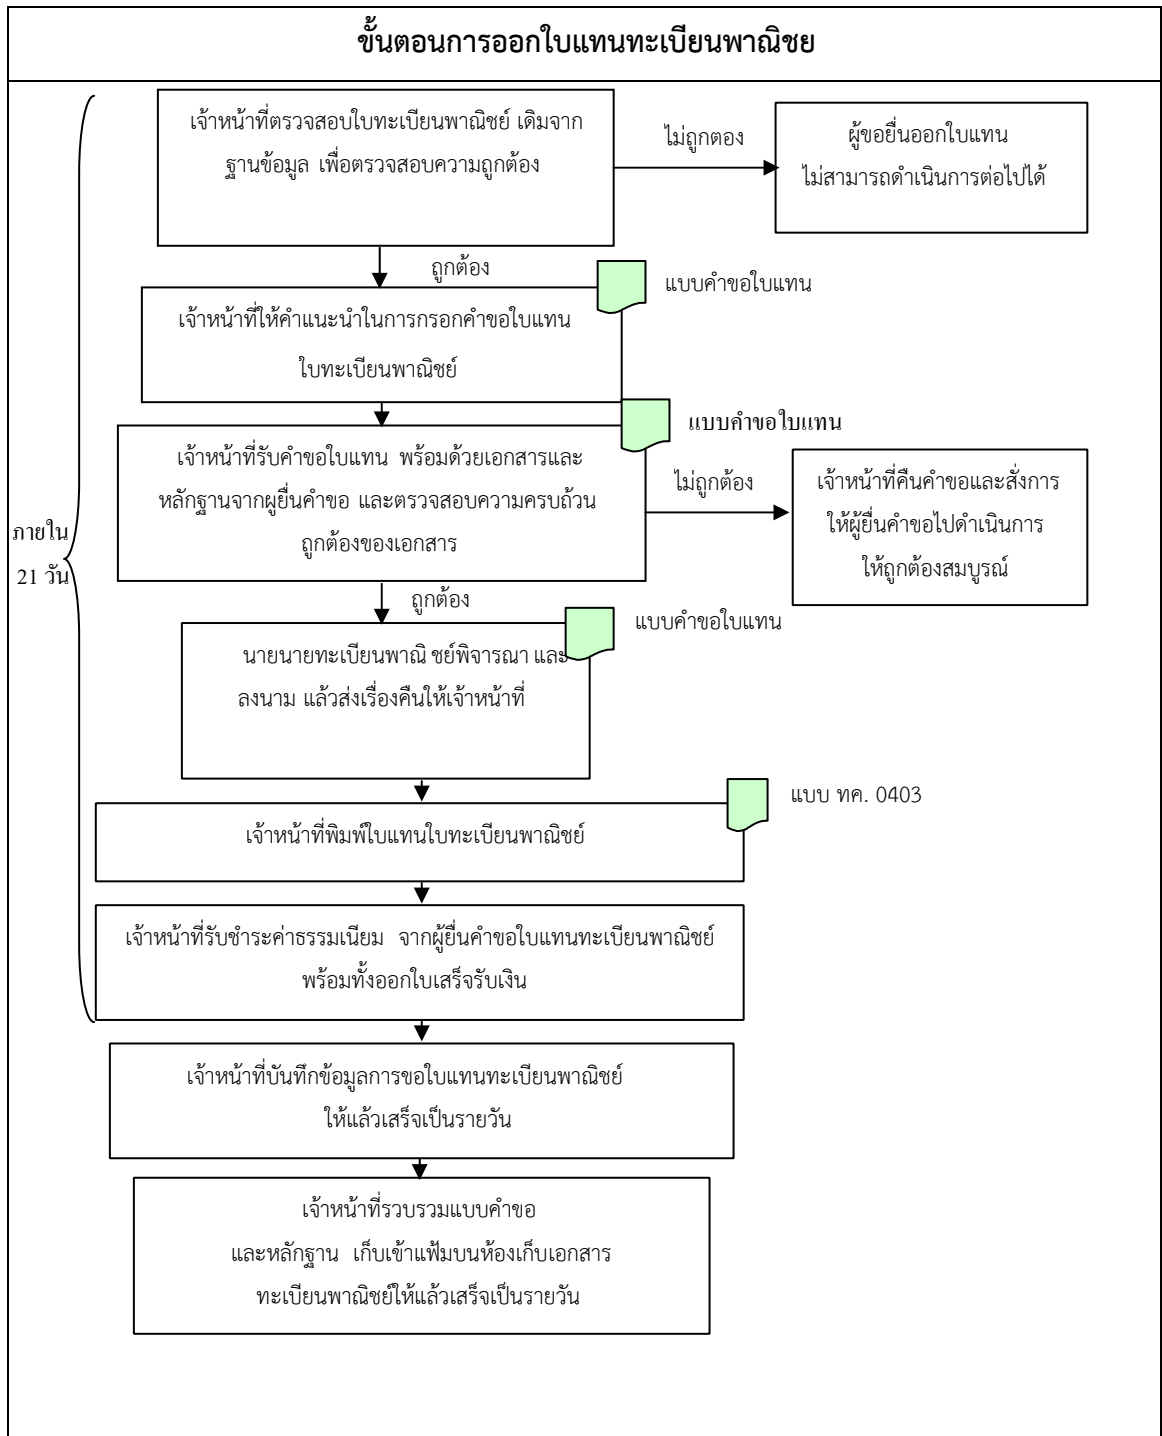 ขั้นตอนการออกใบแทนทะเบียนพาณิชย
เจ้าหน้าที่ตรวจสอบใบทะเบียนพาณิชย์ เดิมจาก
ฐานข้อมูล เพื่อตรวจสอบความถูกต้อง
ไม่ถูกตอง
ผู้ขอยื่นออกใบแทน
ไม่สามารถดำเนินการต่อไปได้
ถูกต้อง
แบบคำขอใบแทน
เจ้าหน้าที่ให้คำแนะนำในการกรอกคำขอใบแทน
ใบทะเบียนพาณิชย์
แบบคำขอใบแทน
เจ้าหน้าที่รับคำขอใบแทน พร้อมด้วยเอกสารและ
หลักฐานจากผู้ยื่นคำขอ และตรวจสอบความครบถ้วน
ถูกต้องของเอกสาร
ไม่ถูกต้อง
เจ้าหน้าที่คืนคำขอและสั่งการ
ให้ผู้ยื่นคำขอไปดำเนินการ
ให้ถูกต้องสมบูรณ์
ภายใน
21 วัน
ถูกต้อง
แบบคำขอใบแทน
นายนายทะเบียนพาณิ ชย์พิจารณา และ
ลงนาม แล้วส่งเรื่องคืนให้เจ้าหน้าที่
แบบ ทค. 0403
เจ้าหน้าที่พิมพ์ใบแทนใบทะเบียนพาณิชย์
เจ้าหน้าที่รับชำระค่าธรรมเนียม จากผู้ยื่นคำขอใบแทนทะเบียนพาณิชย์
พร้อมทั้งออกใบเสร็จรับเงิน
เจ้าหน้าที่บันทึกข้อมูลการขอใบแทนทะเบียนพาณิชย์
ให้แล้วเสร็จเป็นรายวัน
เจ้าหน้าที่รวบรวมแบบคำขอ
และหลักฐาน เก็บเข้าแฟ้มบนห้องเก็บเอกสาร
ทะเบียนพาณิชย์ให้แล้วเสร็จเป็นรายวัน